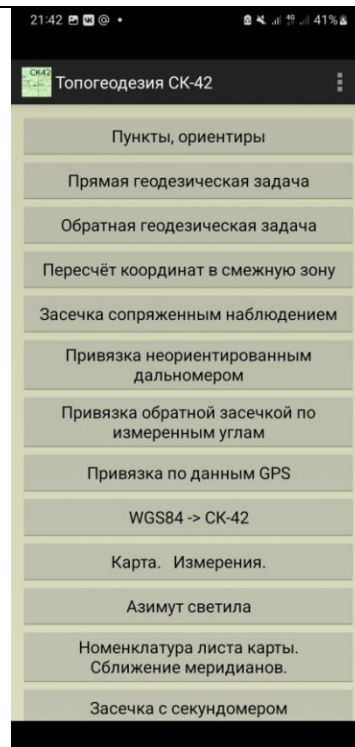 21:42 @ • 41%
СК42
Топогеодезия СК-42
Пункты, ориентиры
Прямая геодезическая задача
Обратная геодезическая задача
Пересчёт координат в смежную зону
Засечка сопряженным наблюдением
Привязка неориентированным
дальномером
Привязка обратной засечкой по
измеренным углам
Привязка по данным GPS
WGS84 -> СК-42
Карта. Измерения.
Азимут светила
Номенклатура листа карты.
Сближение меридианов.
Засечка с секундомером